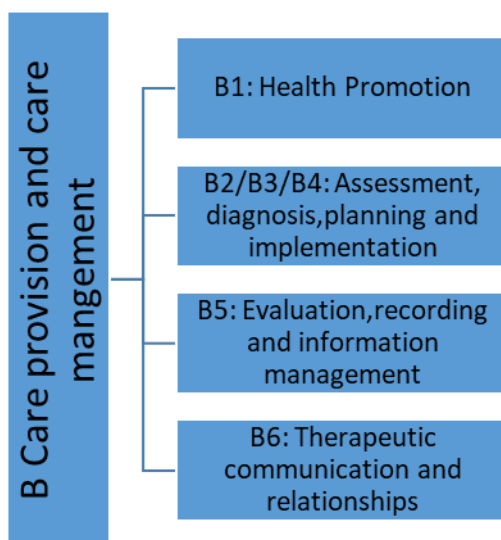 B Care provision and care
mangement
B1: Health Promotion
B2/B3/B4: Assessment,
diagnosis,planning and
implementation
B5: Evaluation,recording
and information
management
B6: Therapeutic
communication and
relationships